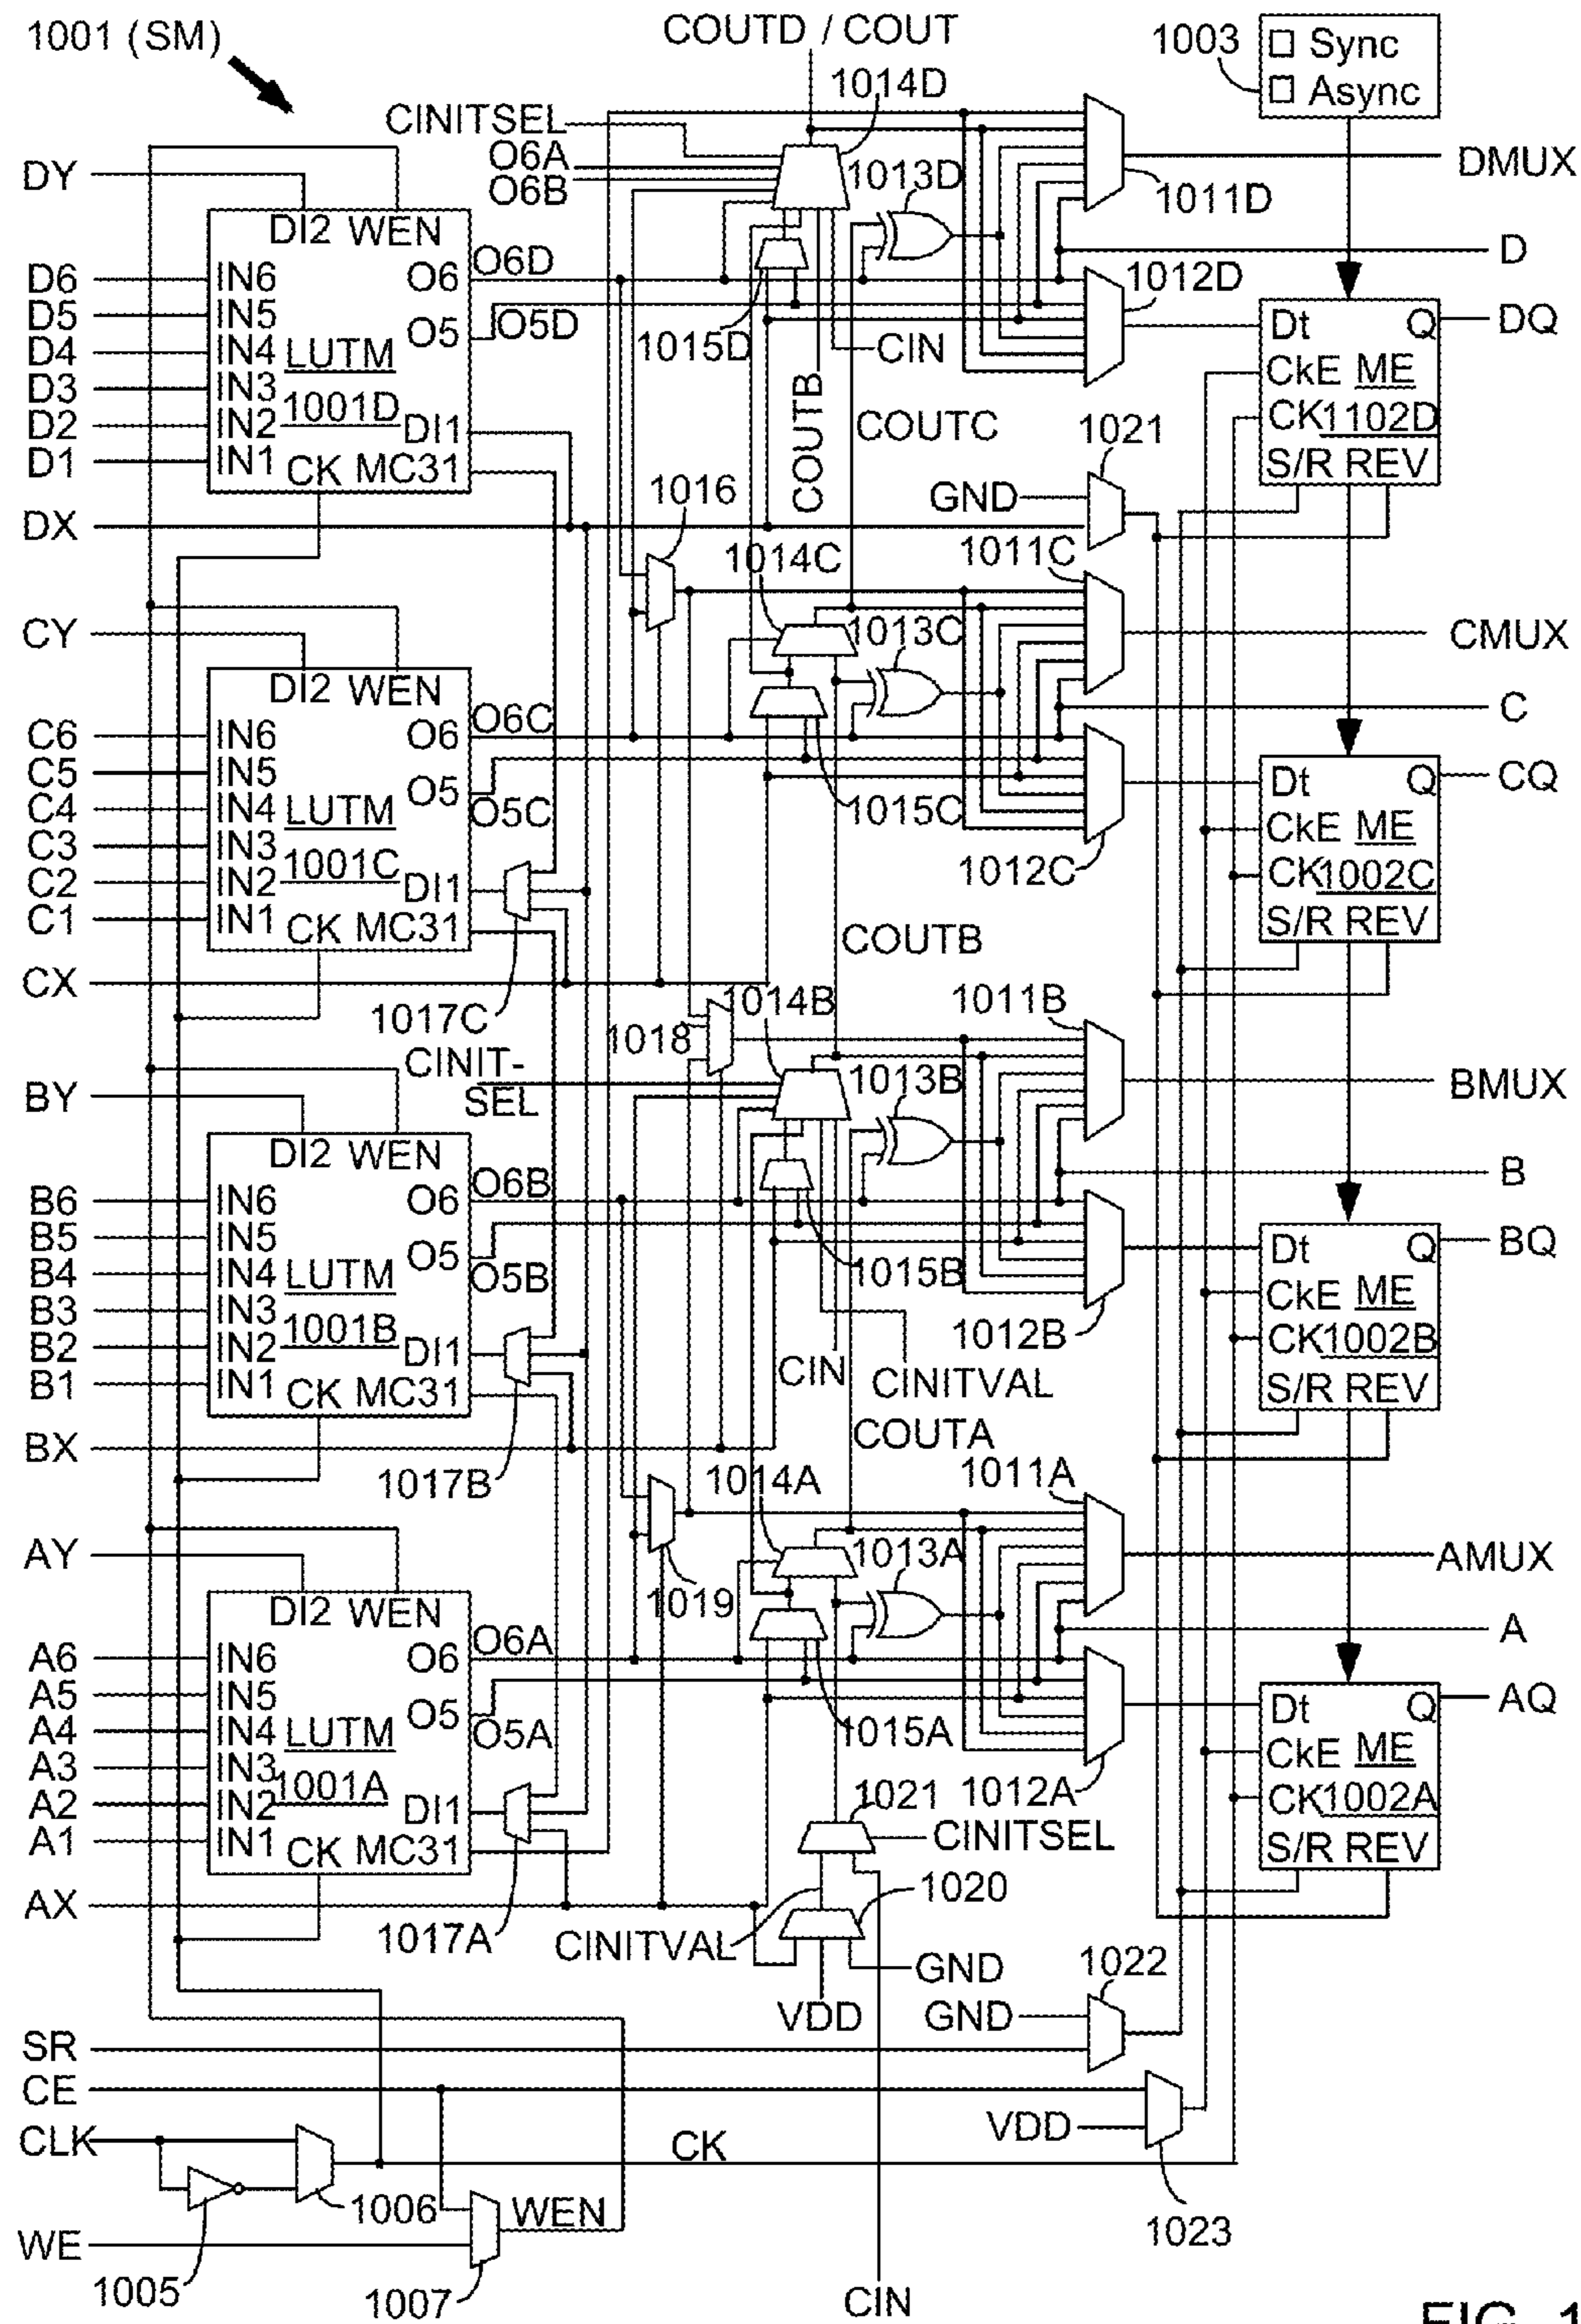 1001 (SM)
COUTD / COUT
1003
Sync
Async
1014D
CINITSEL
O6A
O6B
1013D
DMUX
1011D
DY
DI2 WEN
D6 IN6 O6 O6D
D
D5 IN5
1012D
D4 IN4 LUTM O5 O5D
1015D
CIN
Dt Q DQ
D3 IN3
CkE ME
D2 IN2 1001D DI1
COUTB
COUTC
1021
CK 1102D
D1 IN1 CK MC31
S/R REV
1016
GND
DX
1014C
1011C
CY
1013C
CMUX
DI2 WEN
C6 IN6 O6 O6C
C
C5 IN5
C4 IN4 LUTM O5 O5C
1015C
Dt Q CQ
C3 IN3
CkE ME
C2 IN2 1001C DI1
1012C
CK 1002C
C1 IN1 CK MC31
S/R REV
COUTB
CX
1017C
1014B
1011B
1018
CINIT-
SEL
1013B
BMUX
BY
DI2 WEN
B6 IN6 O6 O6B
B
B5 IN5
B4 IN4 LUTM O5 O5B
1015B
Dt Q BQ
B3 IN3
CkE ME
B2 IN2 1001B DI1
1012B
CK 1002B
CIN
CINITVAL
B1 IN1 CK MC31
S/R REV
COUTA
BX
1017B
1014A
1011A
AY
1013A
AMUX
1019
DI2 WEN
A6 IN6 O6 O6A
A
A5 IN5
A4 IN4 LUTM O5 O5A
1015A
Dt Q AQ
A3 IN3
CkE ME
A2 IN2 1001A DI1
1012A
CK 1002A
1021
A1 IN1 CK MC31
CINITSEL
S/R REV
AX
1020
1017A
CINITVAL
GND
1022
VDD
GND
SR
CE
VDD
CLK
CK
1006
WEN
WE
1023
1005
1007
CIN
FIG. 1